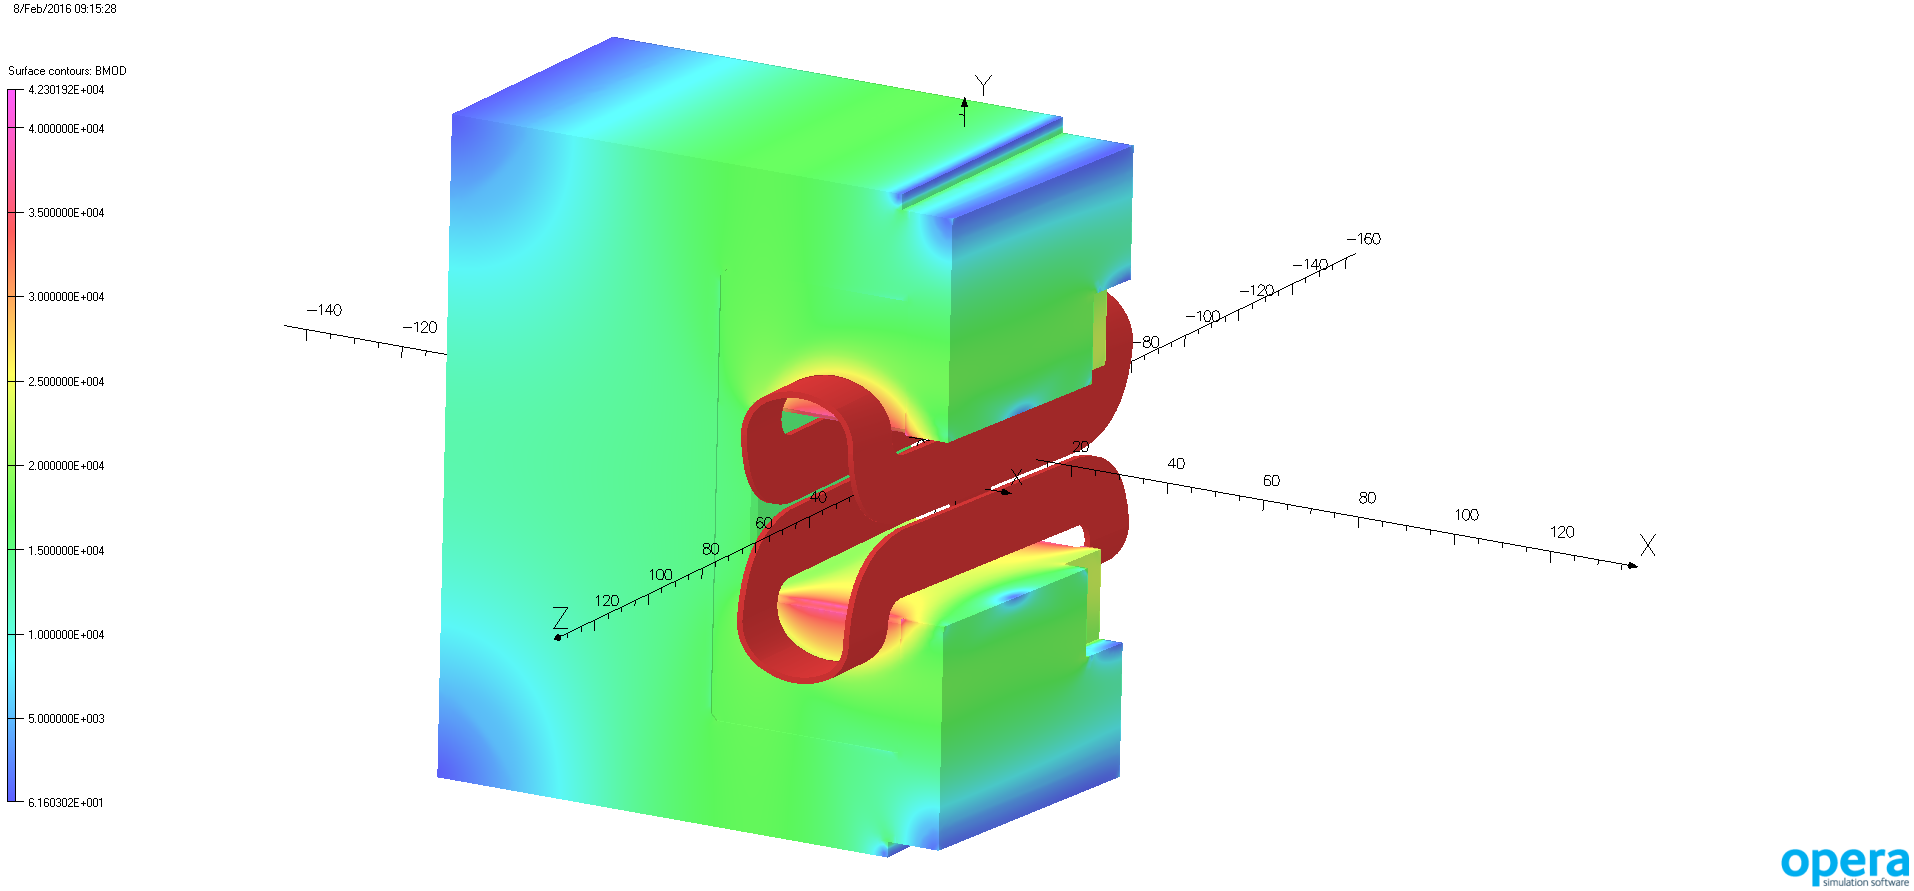 8/Feb/2016 09:15:28
Surface contours: BMOD
4.230192E+004
4.000000E+004
3.500000E+004
3.000000E+004
2.500000E+004
2.000000E+004
1.500000E+004
1.000000E+004
5.000000E+003
6.160302E+001
Y
−160
−140
−120
−100
−80
−140
−120
20
40
60
80
100
120
X
X
40
60
80
100
120
Z
opera
simulation software